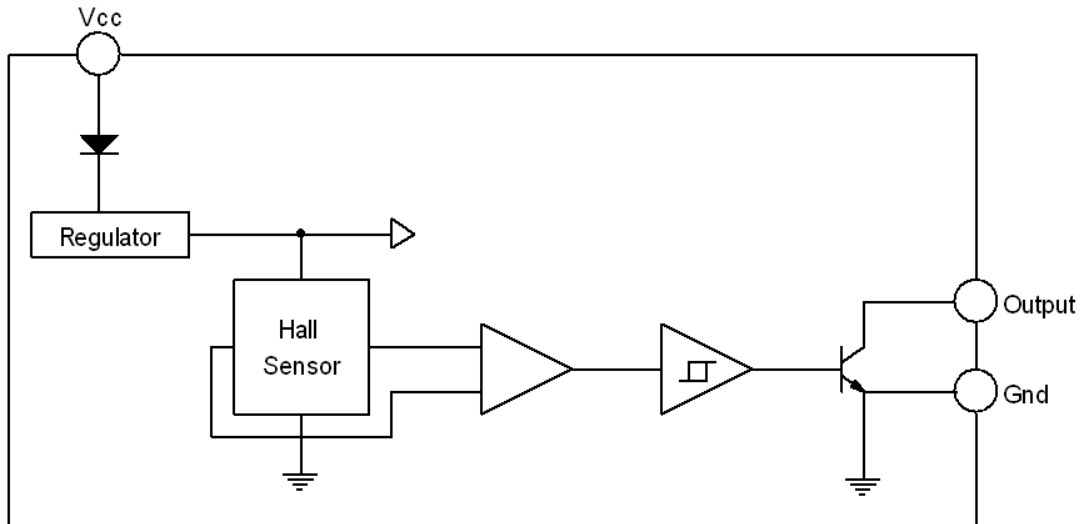 Vcc
Regulator
Hall
Sensor
Output
Gnd